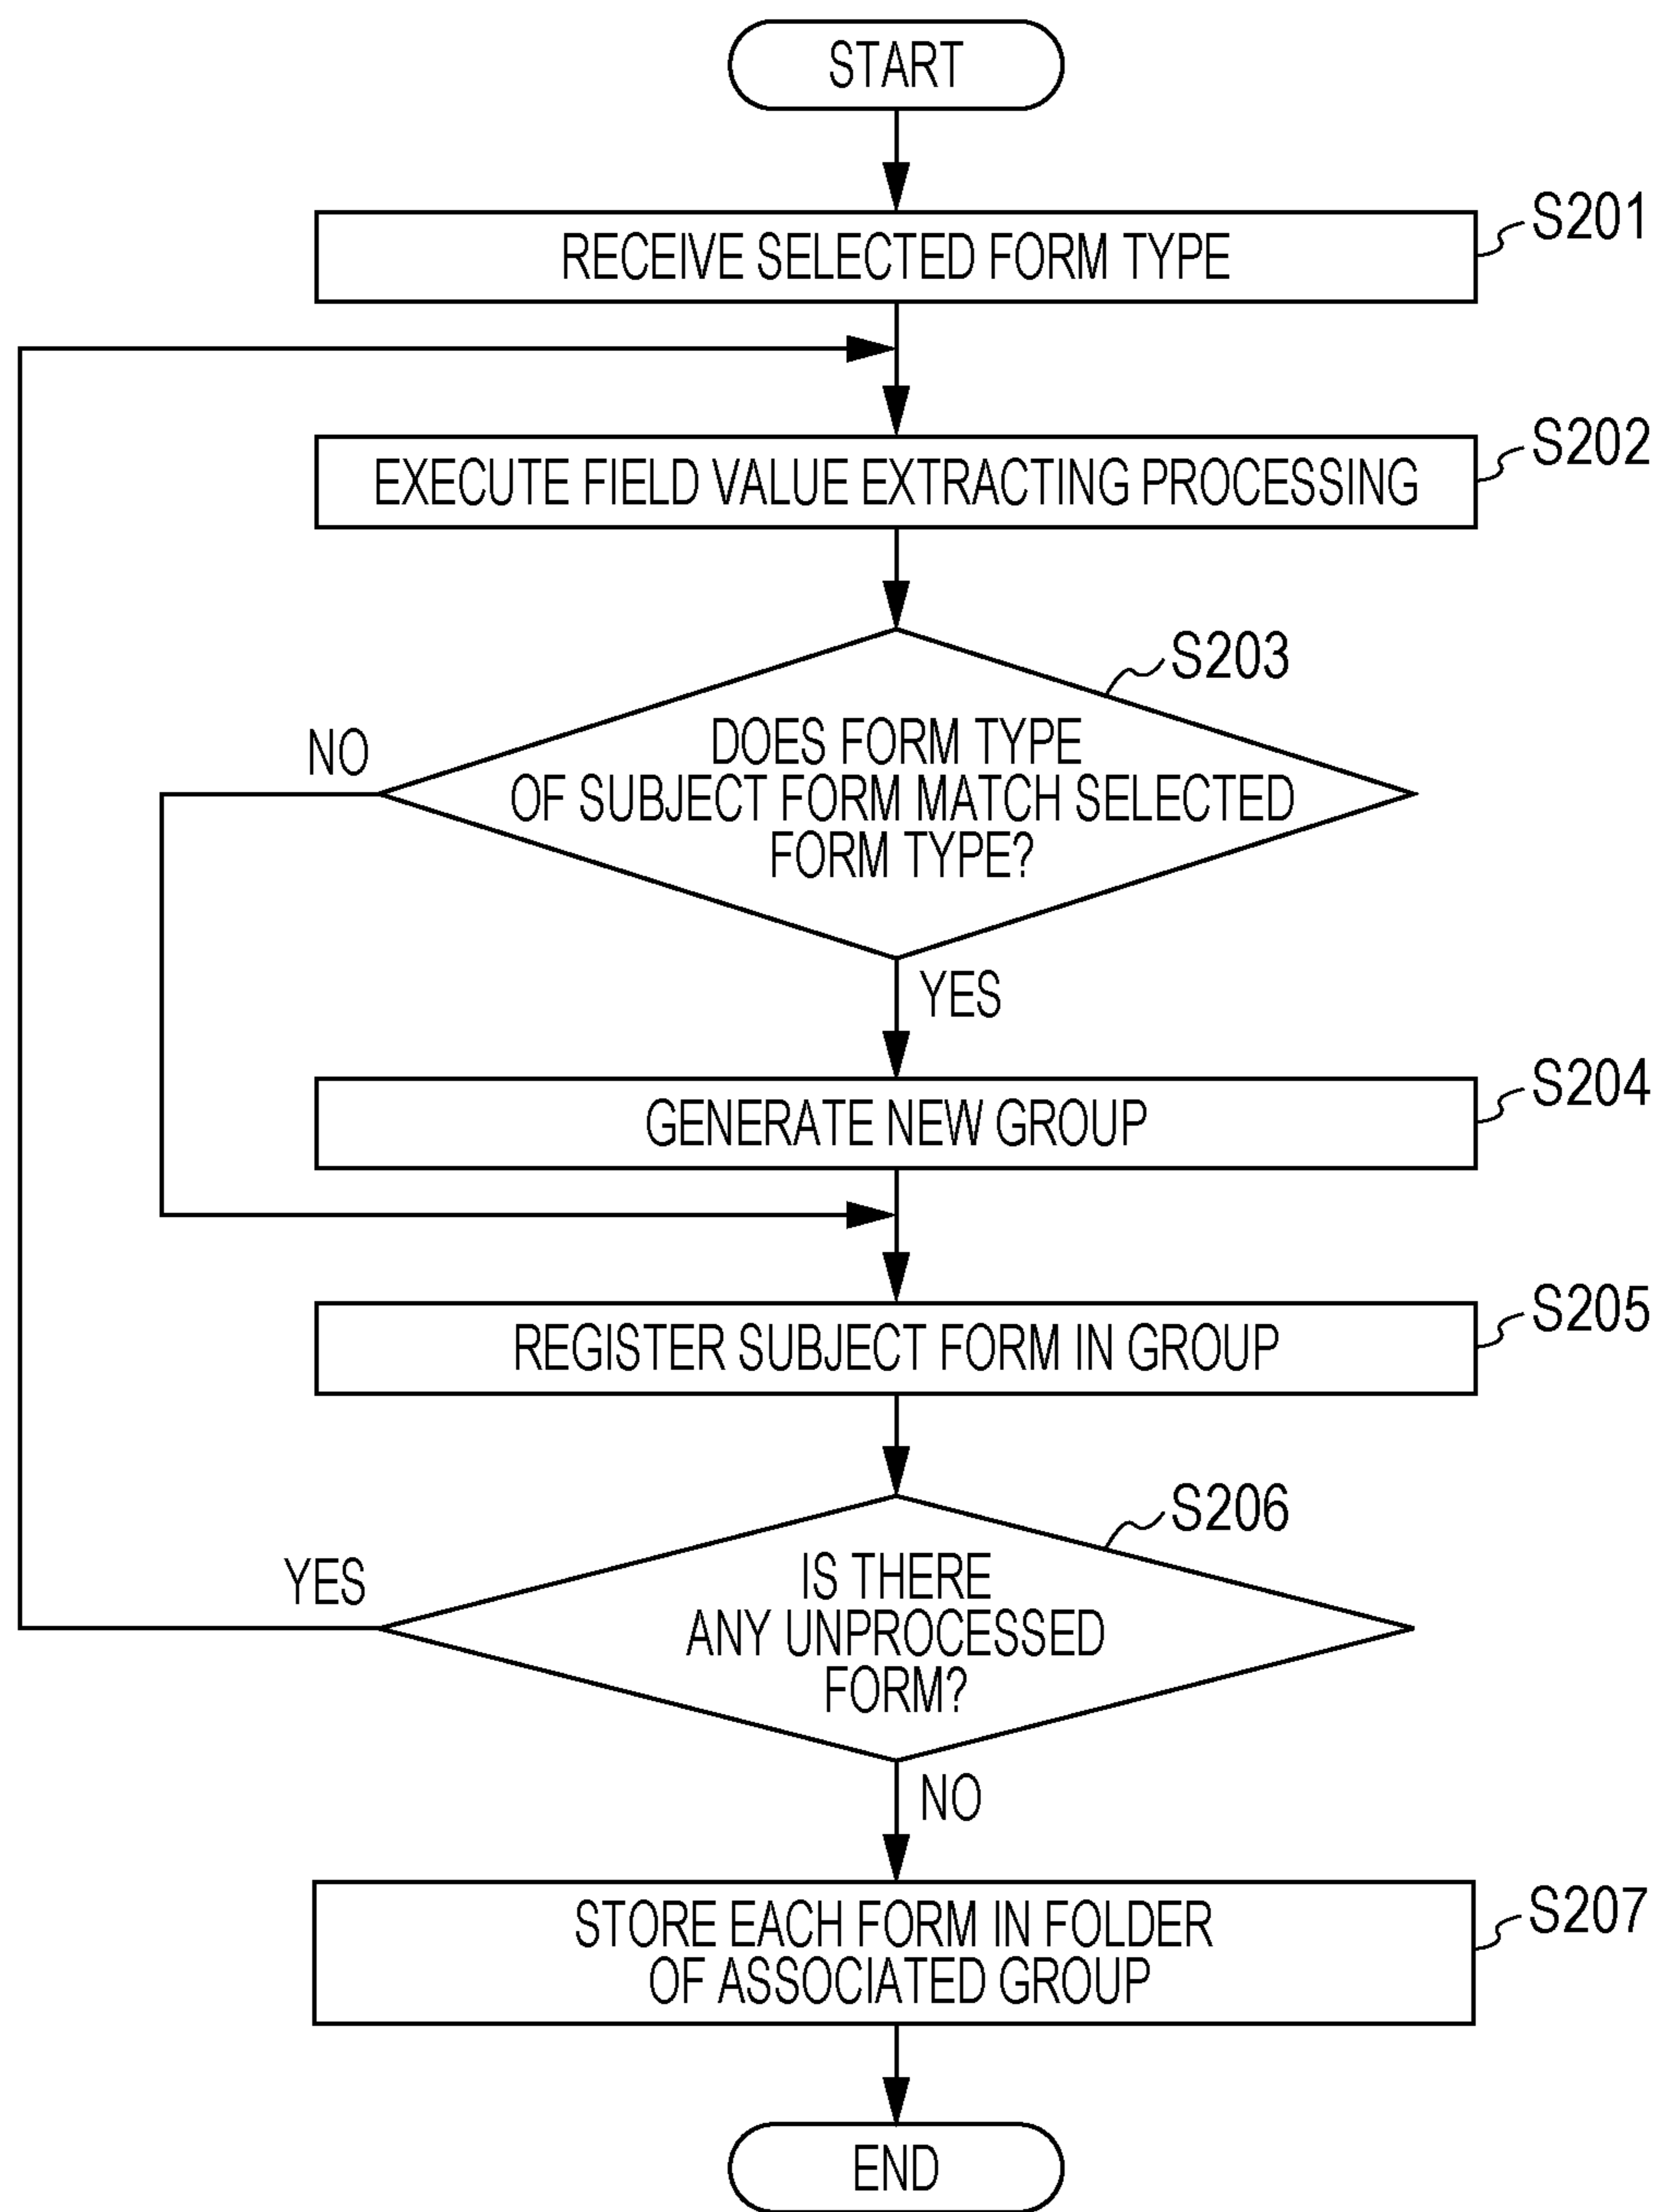 START
RECEIVE SELECTED FORM TYPE
S201
EXECUTE FIELD VALUE EXTRACTING PROCESSING
S202
S203
NO
DOES FORM TYPE
OF SUBJECT FORM MATCH SELECTED
FORM TYPE?
YES
GENERATE NEW GROUP
S204
REGISTER SUBJECT FORM IN GROUP
S205
S206
YES
IS THERE
ANY UNPROCESSED
FORM?
NO
STORE EACH FORM IN FOLDER
OF ASSOCIATED GROUP
S207
END